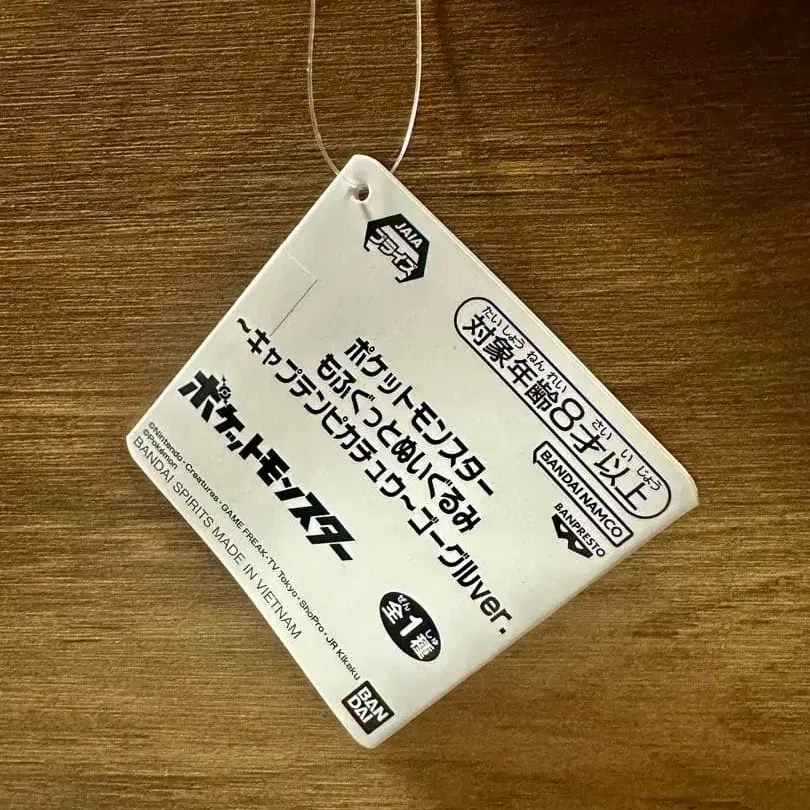 JAIA
プライズ
たいしょうねんれい さいいじょう
対象年齢8才以上
ポケットモンスター
もふぐっとぬいぐるみ
~キャプテンピカチュウ~ゴーグルver.
BANDAI NAMCO
BANPRESTO
ポケットモンスター
ぜん しゅ
全1種
©Nintendo・Creatures・GAME FREAK・TV Tokyo・ShoPro・JR Kikaku
©Pokémon
BANDAI SPIRITS MADE IN VIETNAM
BAN
DAI